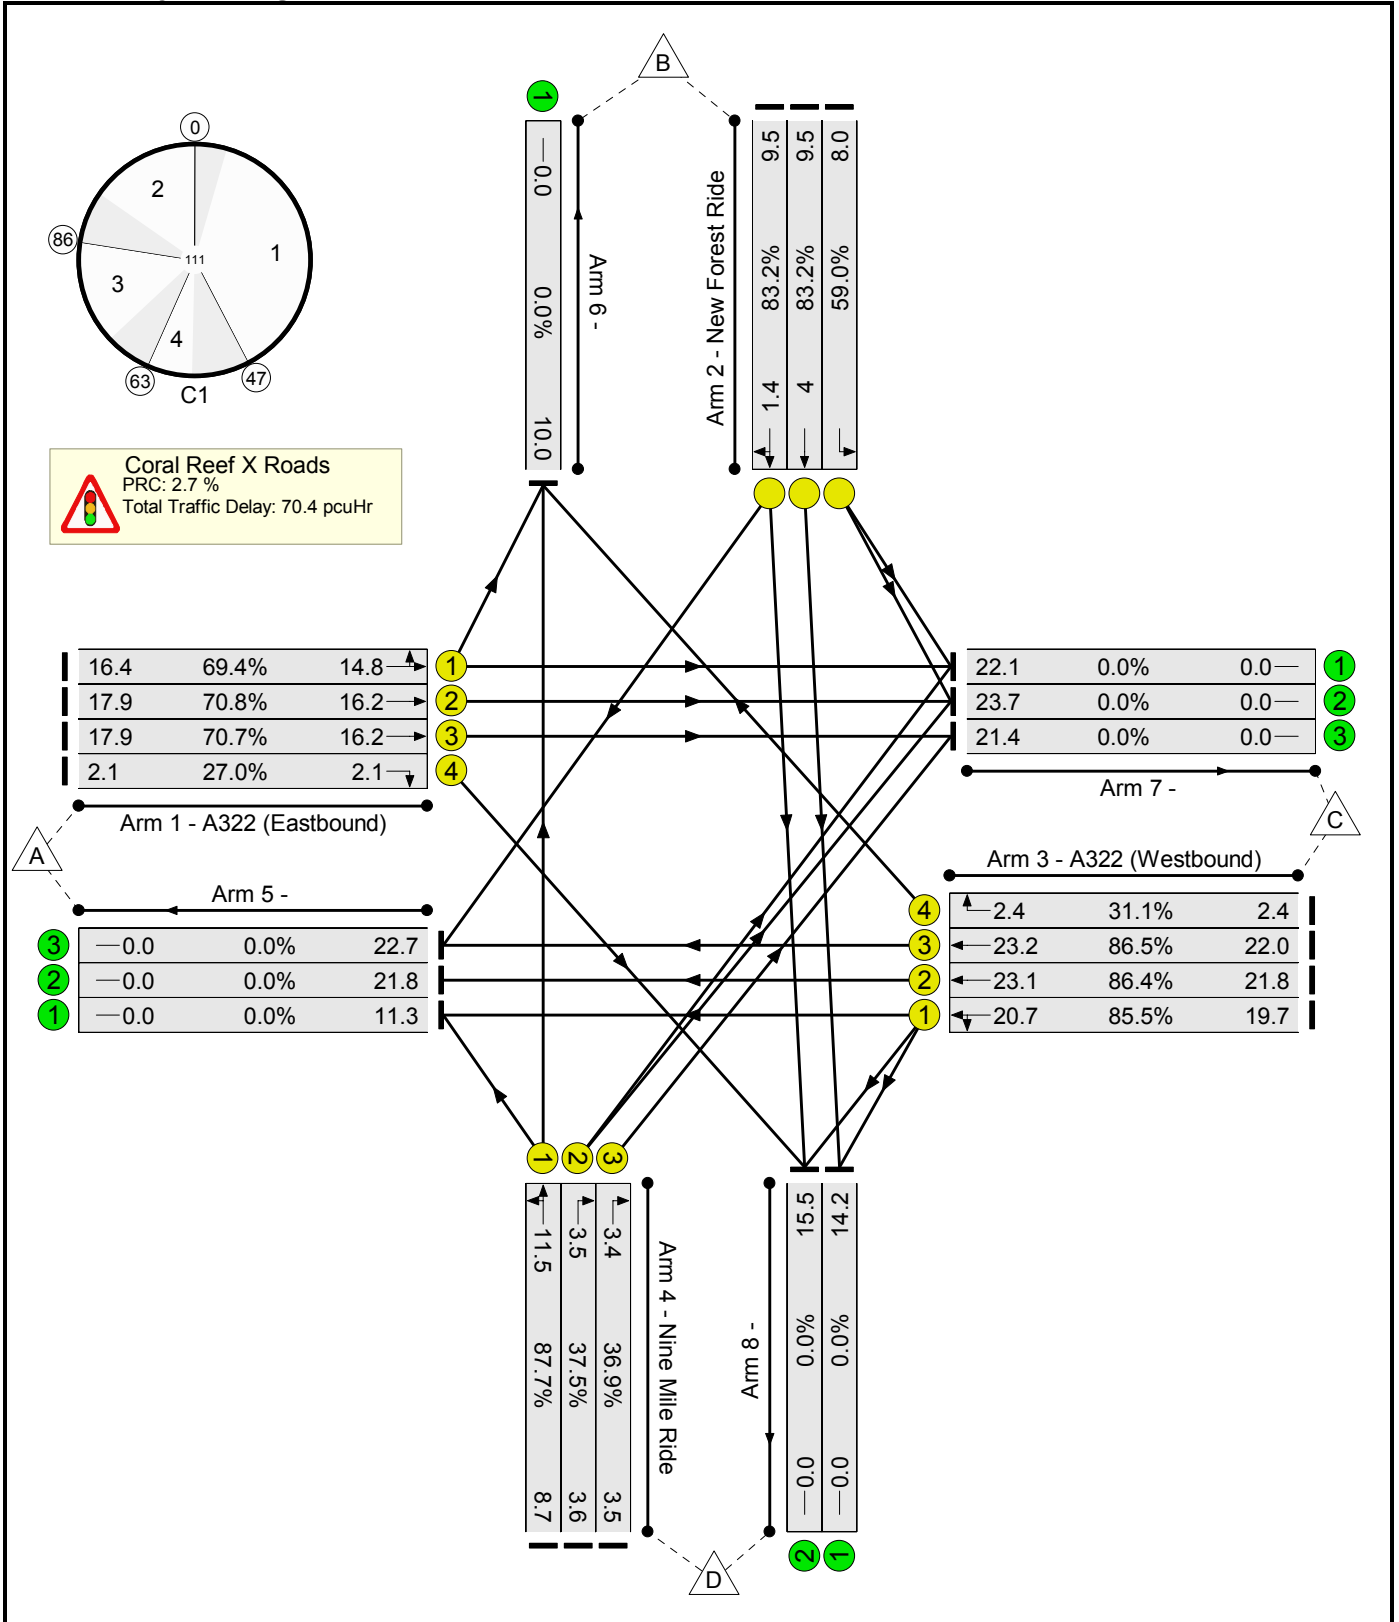 B
0
2
1
86
111
3
4
63
47
C1
Coral Reef X Roads
PRC: 2.7 %
Total Traffic Delay: 70.4 pcuHr
1
0.0
0.0%
10.0
Arm 6 -
Arm 2 - New Forest Ride
9.5
83.2%
1.4
9.5
83.2%
4
8.0
59.0%
16.4 69.4% 14.8 1
17.9 70.8% 16.2 2
17.9 70.7% 16.2 3
2.1 27.0% 2.1 4
Arm 1 - A322 (Eastbound)
A
Arm 5 -
3 0.0 0.0% 22.7
2 0.0 0.0% 21.8
1 0.0 0.0% 11.3
22.1 0.0% 0.0 1
23.7 0.0% 0.0 2
21.4 0.0% 0.0 3
Arm 7 -
C
Arm 3 - A322 (Westbound)
4 2.4 31.1% 2.4
3 23.2 86.5% 22.0
2 23.1 86.4% 21.8
1 20.7 85.5% 19.7
1 2 3
11.5 87.7% 8.7
3.5 37.5% 3.6
3.4 36.9% 3.5
Arm 4 - Nine Mile Ride
Arm 8 -
15.5 0.0% 0.0
14.2 0.0% 0.0
2 1
D